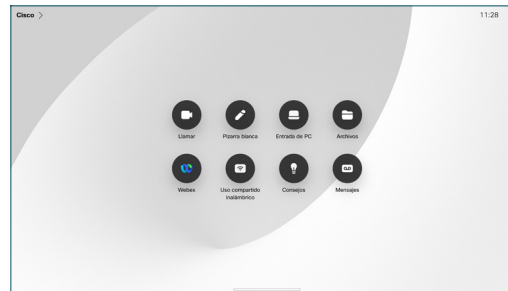 Cisco
11:28
Llamar
Pizarra blanca
Entrada de PC
Archivos
Webex
Uso compartido
inalámbrico
Consejos
Mensajes